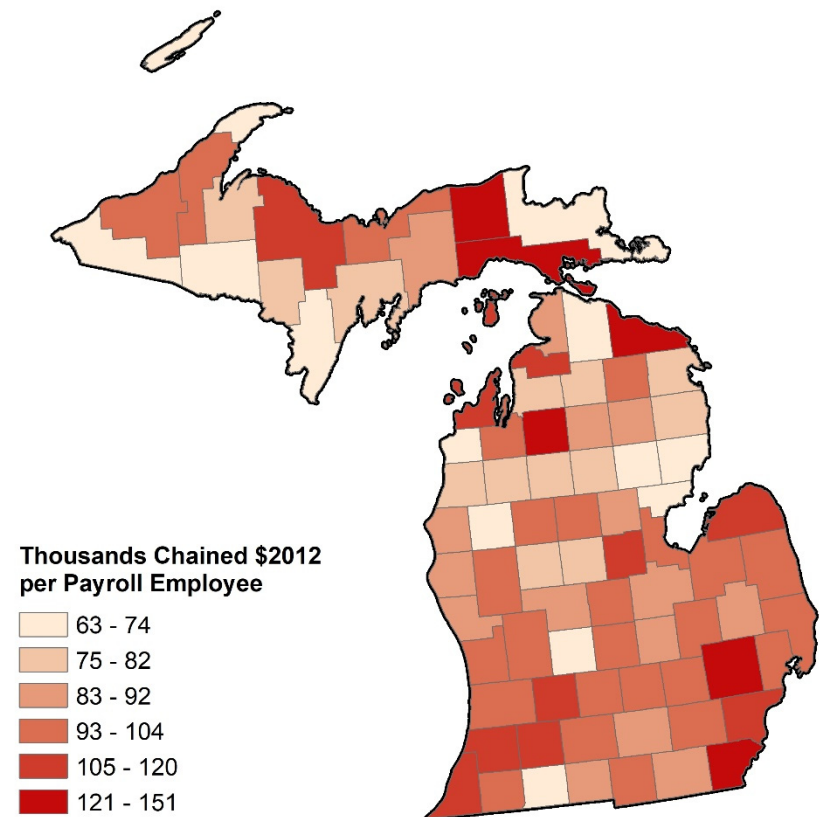 Thousands Chained $2012
per Payroll Employee
63 - 74
75 - 82
83 - 92
93 - 104
105 - 120
121 - 151